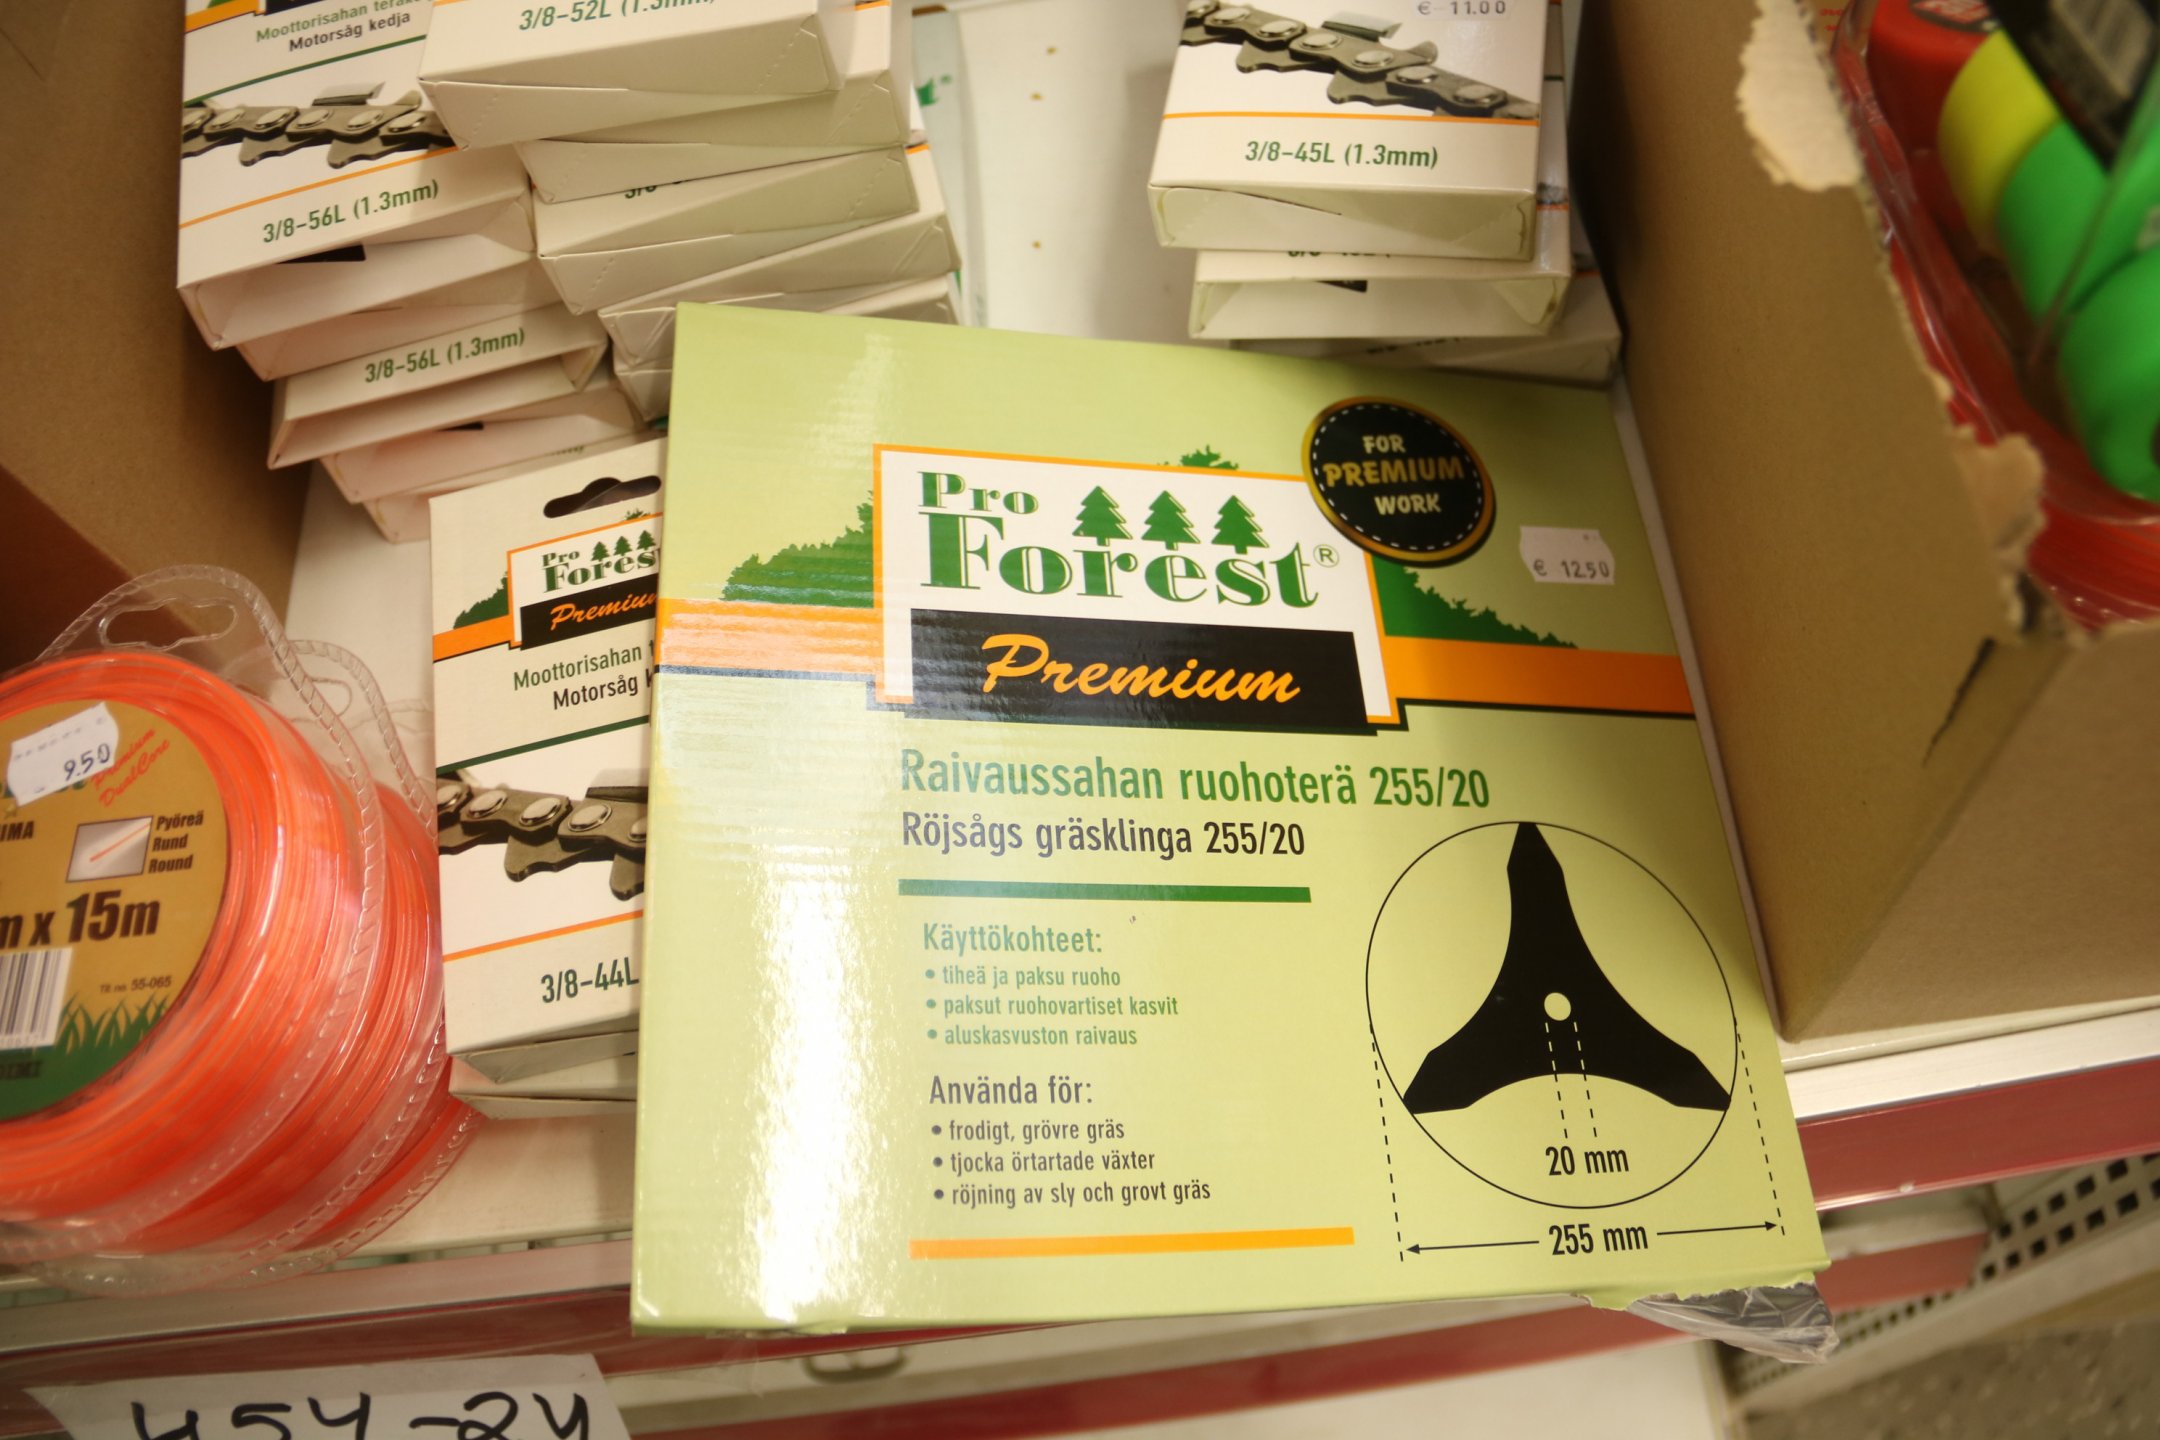 Moottorisahan
Motorsåg kedja
3/8-56L (1.3mm)
3/8-56L (1.3mm)
3/8-52L (1.3mm)
€ 11.00
3/8-45L (1.3mm)
Pro
Forest
Premium
Moottorisahan
Motorsåg
3/8-44L
9.50
Premium
DualCore
Pyöreä
Rund
Round
x 15m
55-065
Pro
Forest®
Premium
FOR
PREMIUM
WORK
€ 12.50
Raivaussahan ruohoterä 255/20
Röjsågs gräsklinga 255/20
Käyttökohteet:
• tiheä ja paksu ruoho
• paksut ruohovartiset kasvit
• aluskasvuston raivaus
Använda för:
• frodigt, grövre gräs
• tjocka örtartade växter
• röjning av sly och grovt gräs
20 mm
255 mm
454-24